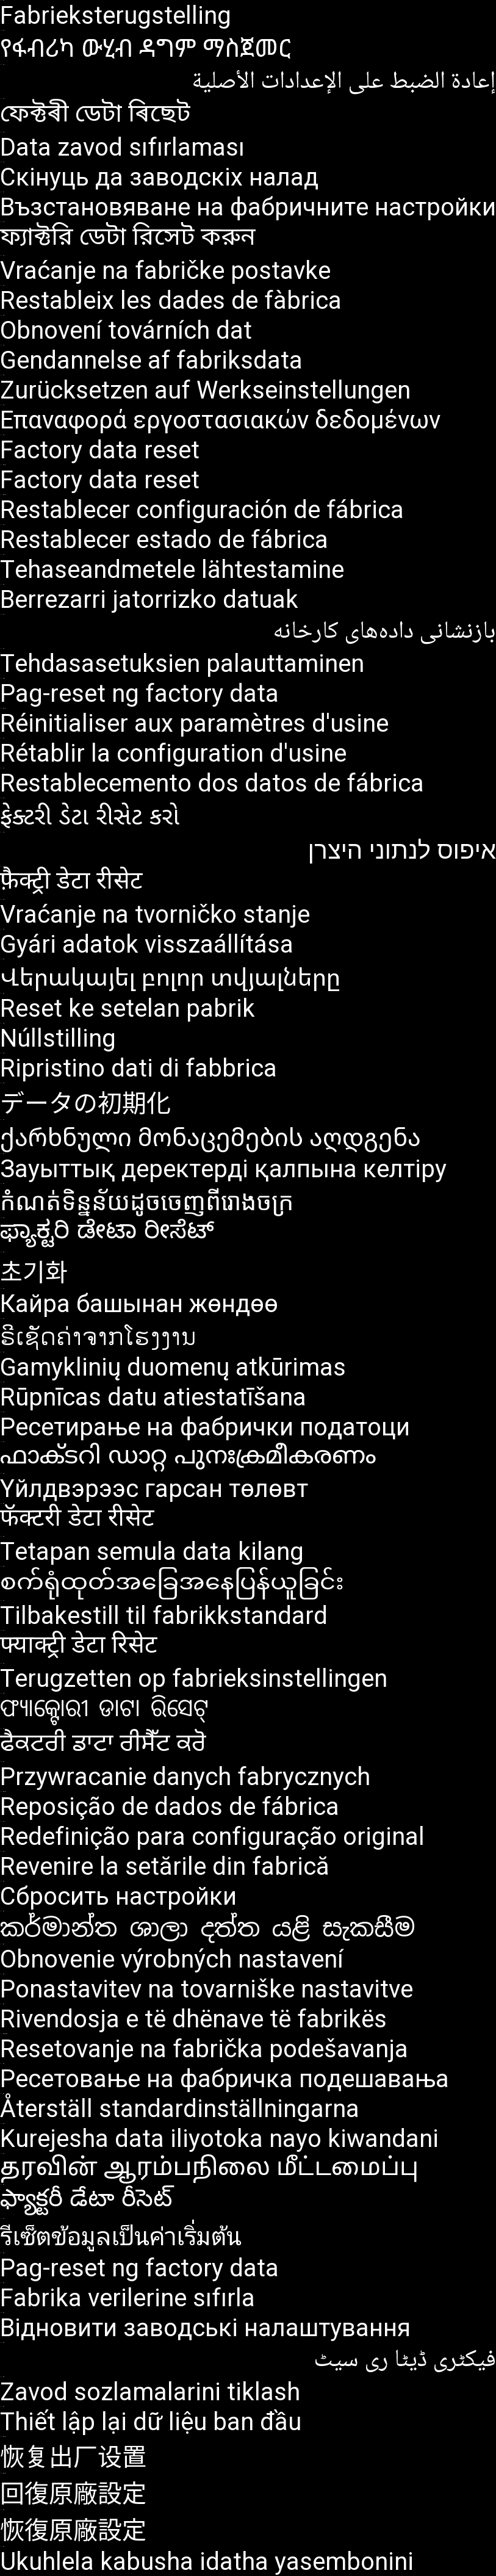 Fabrieksterugstelling
የፋብሪካ ውሂብ ዳግም ማስጀመር
إعادة الضبط على الإعدادات الأصلية
ফেক্টৰী ডেটা ৰিছেট
Data zavod sıfırlaması
Скінуць да заводскіх налад
Възстановяване на фабричните настройки
ফ্যাক্টরি ডেটা রিসেট করুন
Vraćanje na fabričke postavke
Restableix les dades de fàbrica
Obnovení továrních dat
Gendannelse af fabriksdata
Zurücksetzen auf Werkseinstellungen
Επαναφορά εργοστασιακών δεδομένων
Factory data reset
Factory data reset
Restablecer configuración de fábrica
Restablecer estado de fábrica
Tehaseandmetele lähtestamine
Berrezarri jatorrizko datuak
بازنشانی داده‌های کارخانه
Tehdasasetuksien palauttaminen
Pag-reset ng factory data
Réinitialiser aux paramètres d'usine
Rétablir la configuration d'usine
Restablecemento dos datos de fábrica
ફેક્ટરી ડેટા રીસેટ કરો
איפוס לנתוני היצרן
फ़ैक्ट्री डेटा रीसेट
Vraćanje na tvorničko stanje
Gyári adatok visszaállítása
Վերակայել բոլոր տվյալները
Reset ke setelan pabrik
Núllstilling
Ripristino dati di fabbrica
データの初期化
ქარხნული მონაცემების აღდგენა
Зауыттық деректерді қалпына келтіру
កំណត់​ទិន្នន័យ​ដូច​ចេញ​ពី​រោងចក្រ
ಫ್ಯಾಕ್ಟರಿ ಡೇಟಾ ರೀಸೆಟ್‌
초기화
Кайра башынан жөндөө
ຣີເຊັດຄ່າຈາກໂຮງງານ
Gamyklinių duomenų atkūrimas
Rūpnīcas datu atiestatīšana
Ресетирање на фабрички податоци
ഫാക്‌ടറി ഡാറ്റ പുനഃക്രമീകരണം
Үйлдвэрээс гарсан төлөвт
फॅक्टरी डेटा रीसेट
Tetapan semula data kilang
စက်ရုံထုတ်အခြေအနေပြန်ယူခြင်း
Tilbakestill til fabrikkstandard
फ्याक्ट्री डेटा रिसेट
Terugzetten op fabrieksinstellingen
ଫ୍ୟାକ୍ଟୋରୀ ଡାଟା ରିସେଟ୍‌
ਫੈਕਟਰੀ ਡਾਟਾ ਰੀਸੈੱਟ ਕਰੋ
Przywracanie danych fabrycznych
Reposição de dados de fábrica
Redefinição para configuração original
Revenire la setările din fabrică
Сбросить настройки
කර්මාන්ත ශාලා දත්ත යළි සැකසීම
Obnovenie výrobných nastavení
Ponastavitev na tovarniške nastavitve
Rivendosja e të dhënave të fabrikës
Resetovanje na fabrička podešavanja
Ресетовање на фабричка подешавања
Återställ standardinställningarna
Kurejesha data iliyotoka nayo kiwandani
தரவின் ஆரம்பநிலை மீட்டமைப்பு
ఫ్యాక్టరీ డేటా రీసెట్
รีเซ็ตข้อมูลเป็นค่าเริ่มต้น
Pag-reset ng factory data
Fabrika verilerine sıfırla
Відновити заводські налаштування
فیکٹری ڈیٹا ری سیٹ
Zavod sozlamalarini tiklash
Thiết lập lại dữ liệu ban đầu
恢复出厂设置
回復原廠設定
恢復原廠設定
Ukuhlela kabusha idatha yasembonini